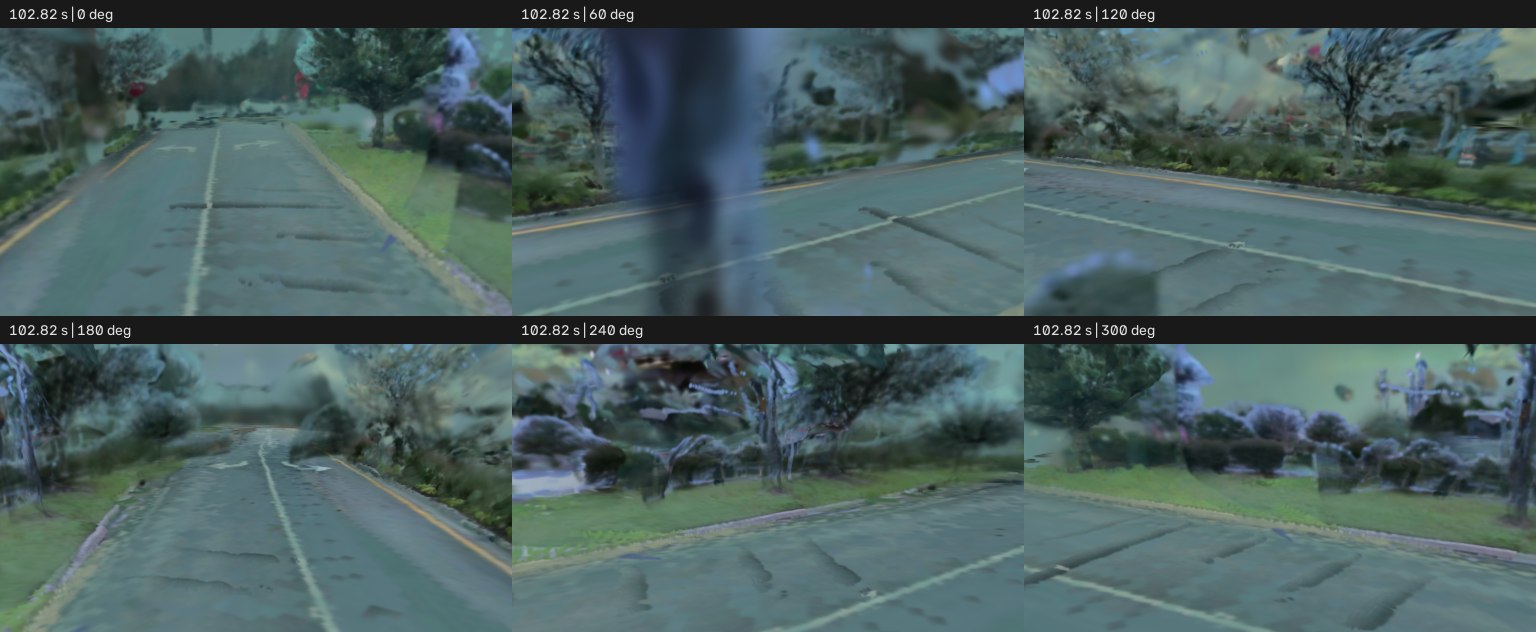 102.82 s | 0 deg
102.82 s | 60 deg
102.82 s | 120 deg
102.82 s | 180 deg
102.82 s | 240 deg
102.82 s | 300 deg